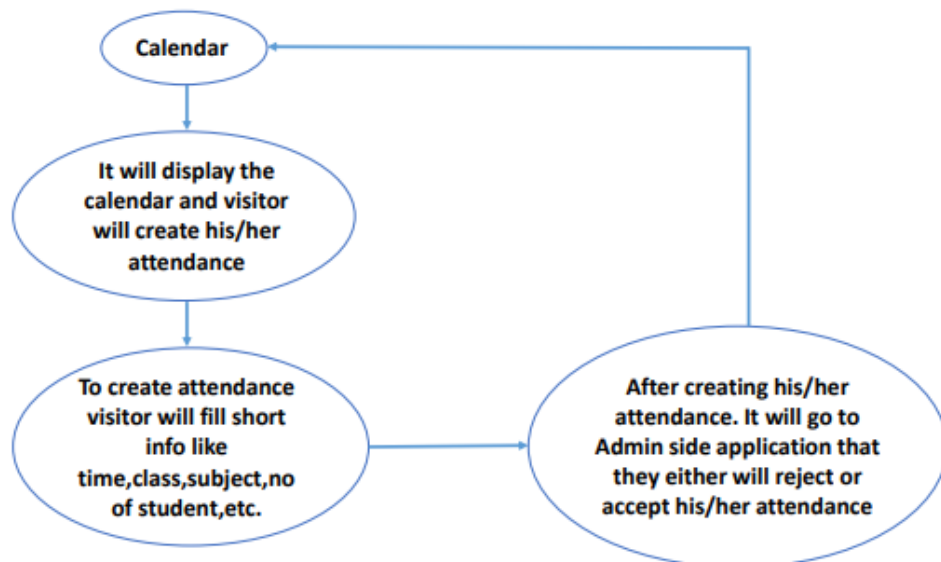 Calendar
It will display the
calendar and visitor
will create his/her
attendance
To create attendance
visitor will fill short
info like
time,class,subject,no
of student,etc.
After creating his/her
attendance. It will go to
Admin side application that
they either will reject or
accept his/her attendance